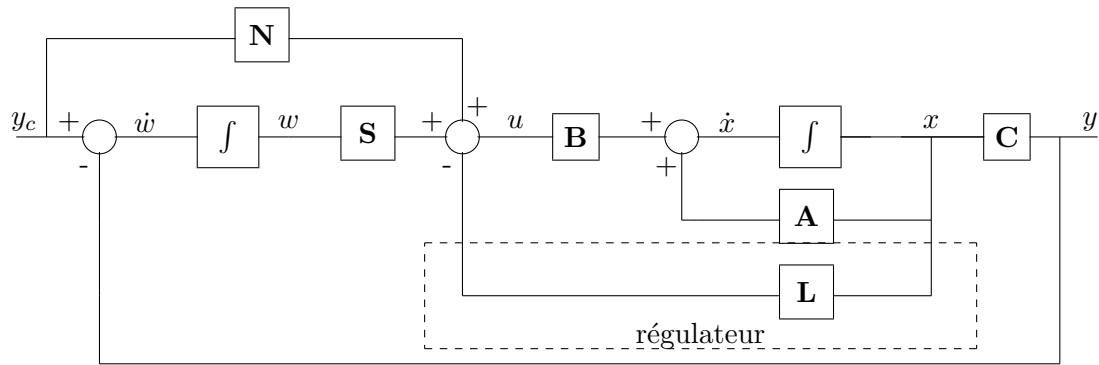 N
y_c + ẇ ∫ w S + + u B + ẋ ∫ x C y
- - +
A
L
régulateur